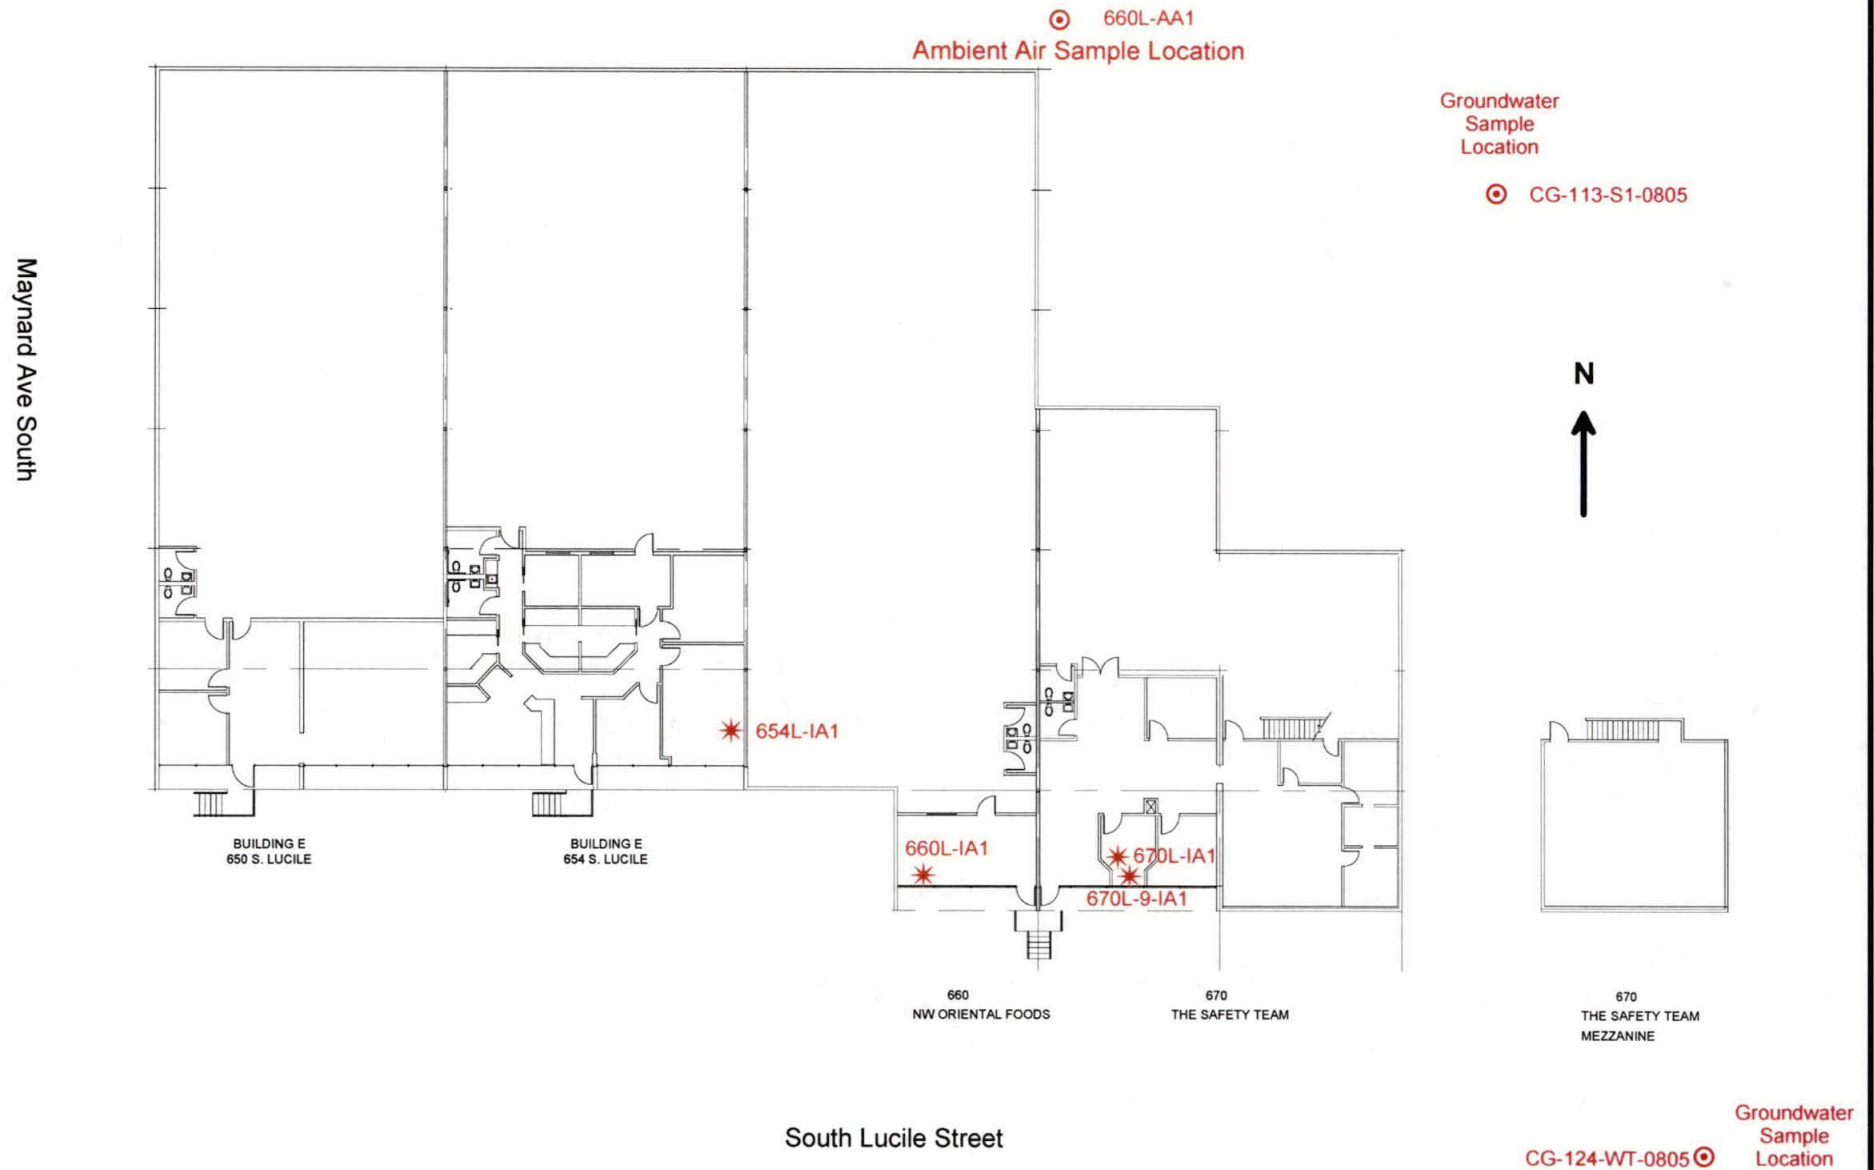 660L-AA1
Ambient Air Sample Location
Groundwater
Sample
Location
CG-113-S1-0805
Maynard Ave South
N
654L-IA1
BUILDING E
650 S. LUCILE
BUILDING E
654 S. LUCILE
660L-IA1
670L-IA1
670L-9-IA1
660
NW ORIENTAL FOODS
670
THE SAFETY TEAM
670
THE SAFETY TEAM
MEZZANINE
South Lucile Street
Groundwater
Sample
Location
CG-124-WT-0805